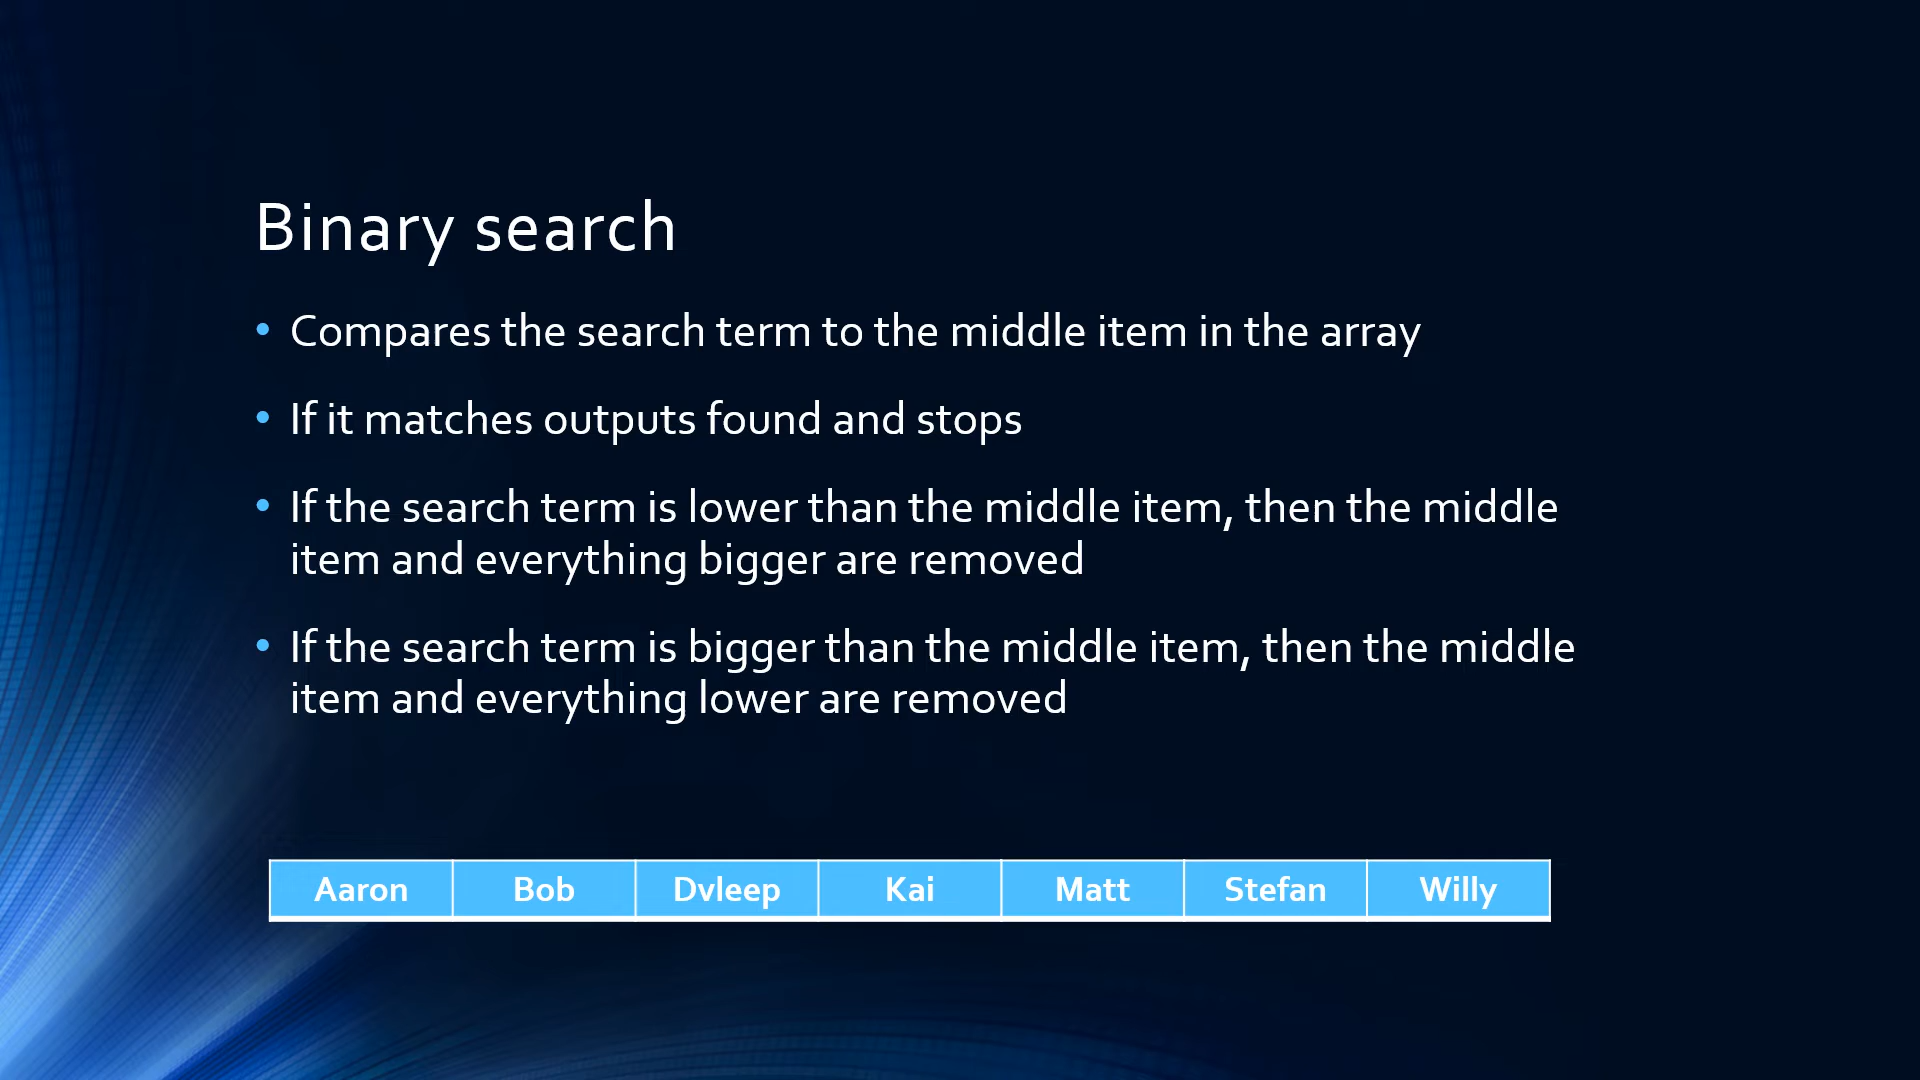 Binary search
• Compares the search term to the middle item in the array
• If it matches outputs found and stops
• If the search term is lower than the middle item, then the middle
item and everything bigger are removed
• If the search term is bigger than the middle item, then the middle
item and everything lower are removed
Aaron Bob Dvleep Kai Matt Stefan Willy